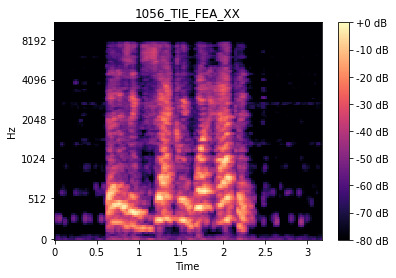 1056_TIE_FEA_XX
+0 dB
8192
-10 dB
4096
-20 dB
-30 dB
2048
-40 dB
Hz
1024
-50 dB
512
-60 dB
-70 dB
0
-80 dB
0 0.5 1 1.5 2 2.5 3
Time